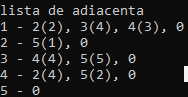 lista de adiacenta
1 - 2(2), 3(4), 4(3), 0
2 - 5(1), 0
3 - 4(4), 5(5), 0
4 - 2(4), 5(2), 0
5 - 0